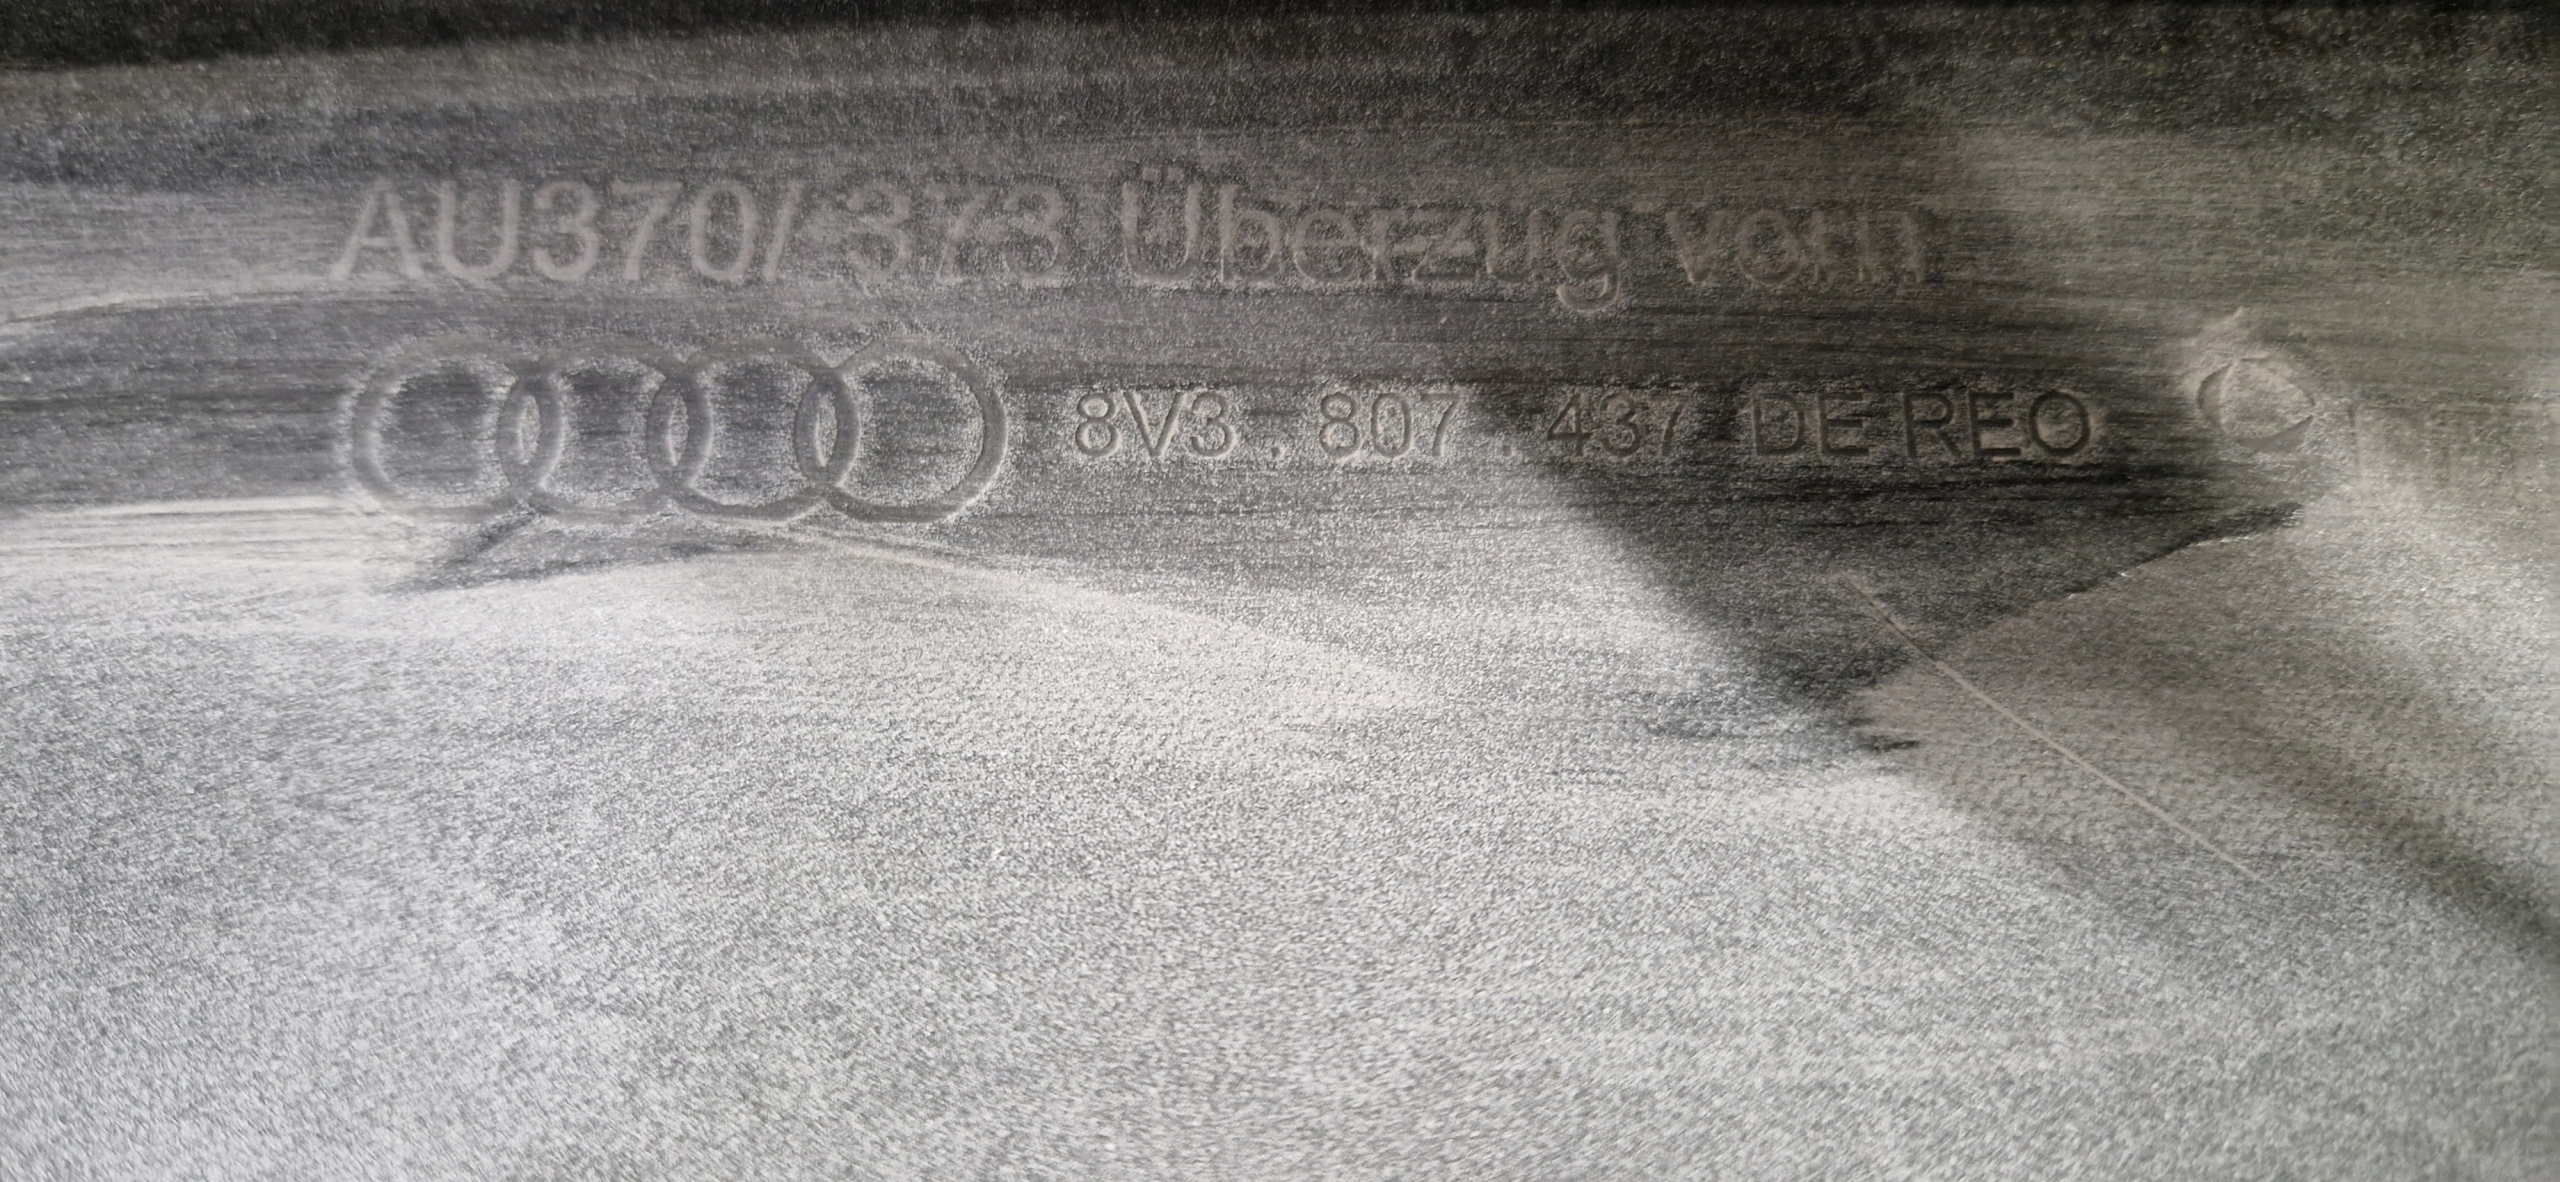 AU370/ 373 Überzug vorn
8V3 . 807 . 437 DE REO